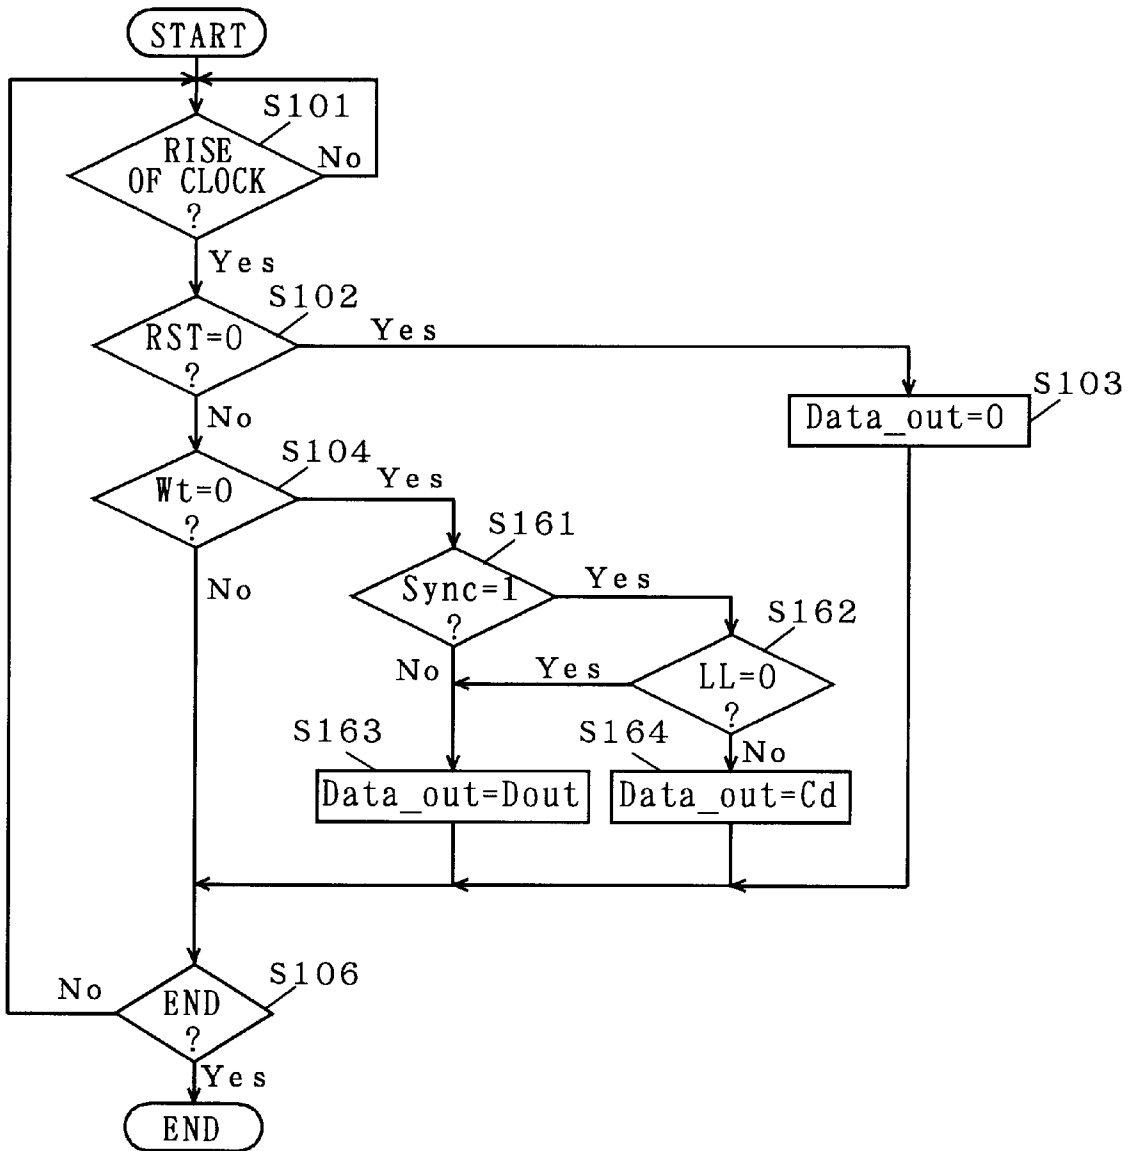 START
S101
RISE
OF CLOCK
?
No
Yes
S102
RST=0
?
Yes
No
S103
Data_out=0
S104
Wt=0
?
Yes
No
S161
Sync=1
?
Yes
No
S162
LL=0
?
Yes
No
S163
Data_out=Dout
S164
Data_out=Cd
S106
END
?
No
Yes
END